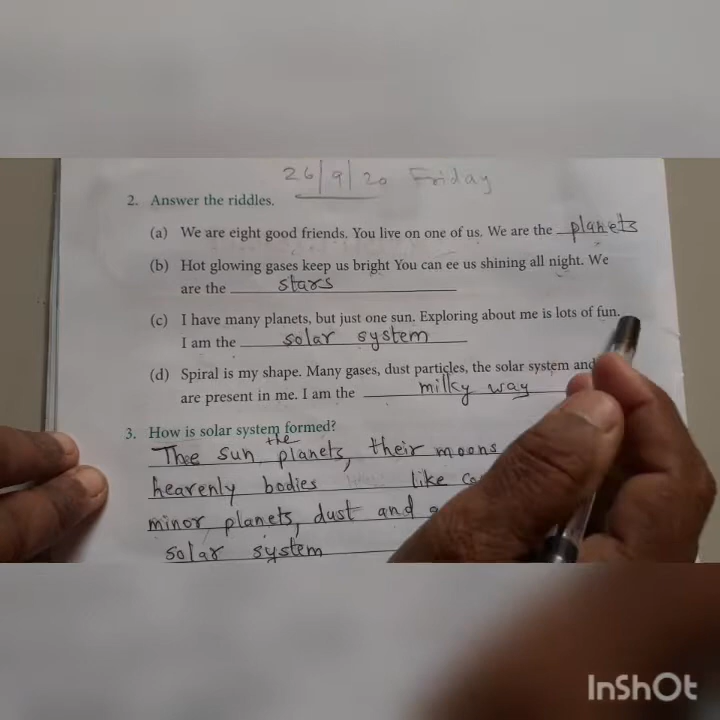 26/9/20 Friday
2. Answer the riddles.
(a) We are eight good friends. You live on one of us. We are the planets
(b) Hot glowing gases keep us bright You can ee us shining all night. We
are the stars
(c) I have many planets, but just one sun. Exploring about me is lots of fun.
I am the solar system
(d) Spiral is my shape. Many gases, dust particles, the solar system and
are present in me. I am the milky way
3. How is solar system formed?
the
The sun planets, their moons
heavenly bodies like
minor planets, dust and
solar system
InShOt